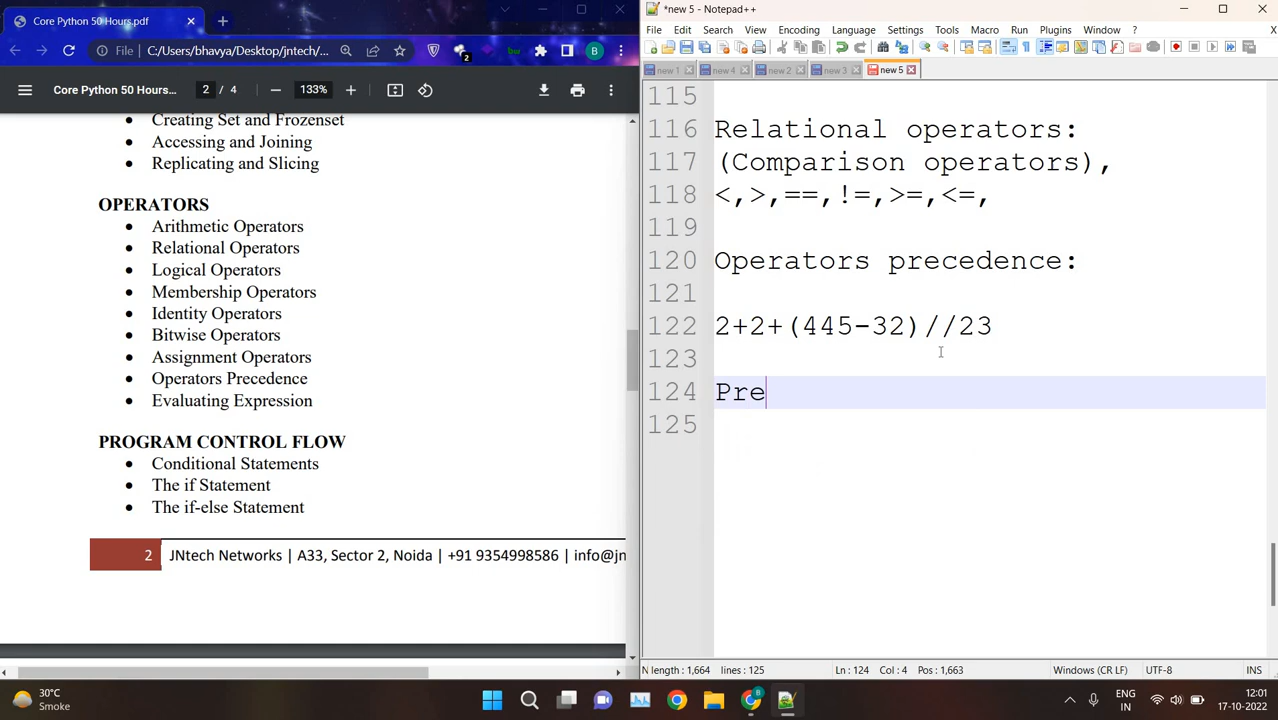 Core Python 50 Hours.pdf
*new 5 - Notepad++
File
C:/Users/bhavya/Desktop/jntech/...
2
B
File Edit Search View Encoding Language Settings Tools Macro Run Plugins Window ?
X
Core Python 50 Hours...
2 / 4
133%
new 1
new 4
new 2
new 3
new 5
• Creating Set and Frozenset
• Accessing and Joining
• Replicating and Slicing
OPERATORS
• Arithmetic Operators
• Relational Operators
• Logical Operators
• Membership Operators
• Identity Operators
• Bitwise Operators
• Assignment Operators
• Operators Precedence
• Evaluating Expression
PROGRAM CONTROL FLOW
• Conditional Statements
• The if Statement
• The if-else Statement
2 JNtech Networks | A33, Sector 2, Noida | +91 9354998586 | info@jn
115
116 Relational operators:
117 (Comparison operators),
118 <,>,==,!=,>=,<=,
119
120 Operators precedence:
121
122 2+2+(445-32)//23
123
124 Pre
125
N length : 1,664 lines : 125 Ln : 124 Col : 4 Pos : 1,663 Windows (CR LF) UTF-8 INS
30°C
Smoke
B
ENG
IN
12:01
17-10-2022